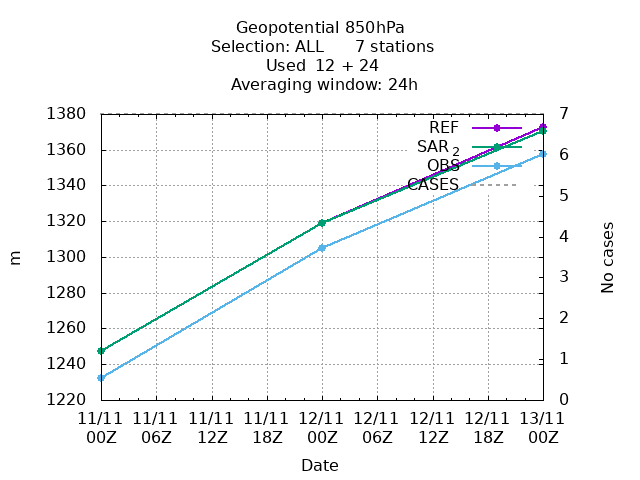 Geopotential 850hPa
Selection: ALL 7 stations
Used 12 + 24
Averaging window: 24h
1380
1360
1340
1320
1300
1280
1260
1240
1220
m
7
6
5
4
3
2
1
0
No cases
REF
SAR 2
OBS
CASES
11/11 11/11 11/11 11/11 12/11 12/11 12/11 12/11 13/11
00Z 06Z 12Z 18Z 00Z 06Z 12Z 18Z 00Z
Date